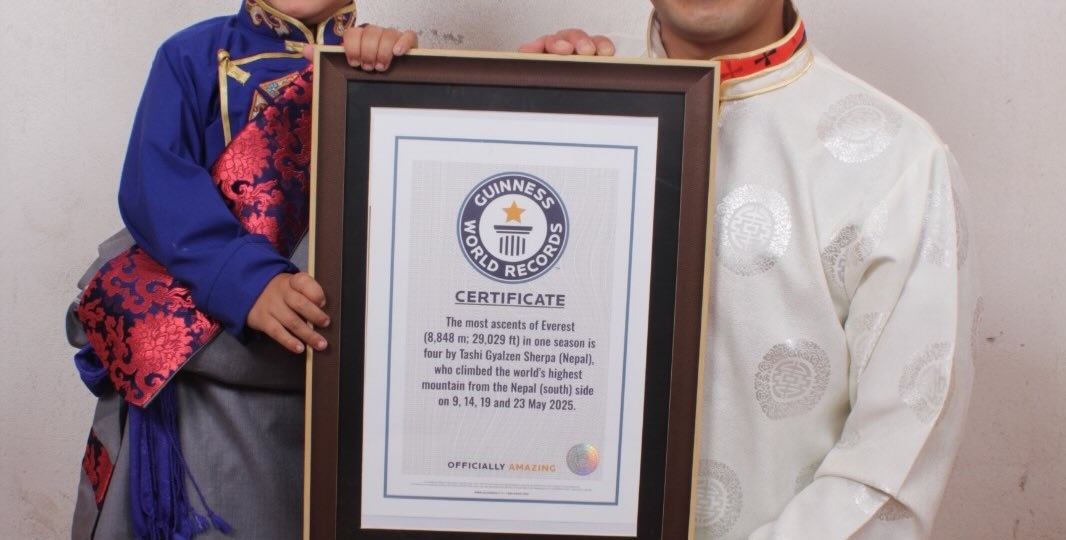 GUINNESS
WORLD RECORDS
CERTIFICATE
The most ascents of Everest
(8,848 m; 29,029 ft) in one season is
four by Tashi Gyalzen Sherpa (Nepal),
who climbed the world's highest
mountain from the Nepal (south) side
on 9, 14, 19 and 23 May 2025.
OFFICIALLY AMAZING